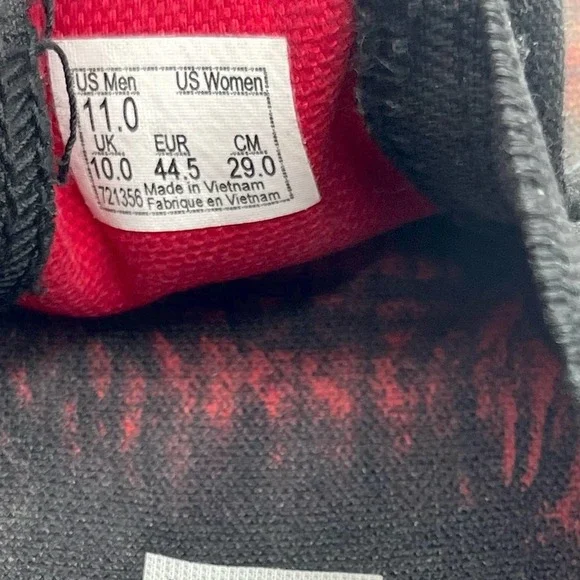 US Men US Women
11.0
UK EUR CM
10.0 44.5 29.0
721356 Made in Vietnam
Fabrique en Vietnam